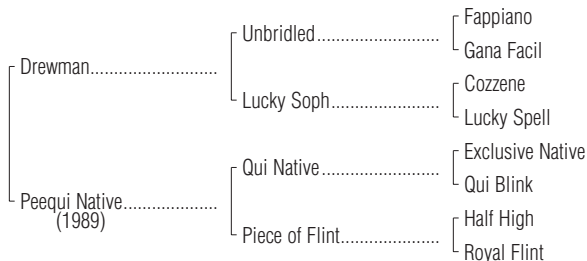 Fappiano
Unbridled
Gana Facil
Drewman
Cozzene
Lucky Soph
Lucky Spell
Exclusive Native
Qui Native
Qui Blink
Peequi Native
(1989)
Half High
Piece of Flint
Royal Flint